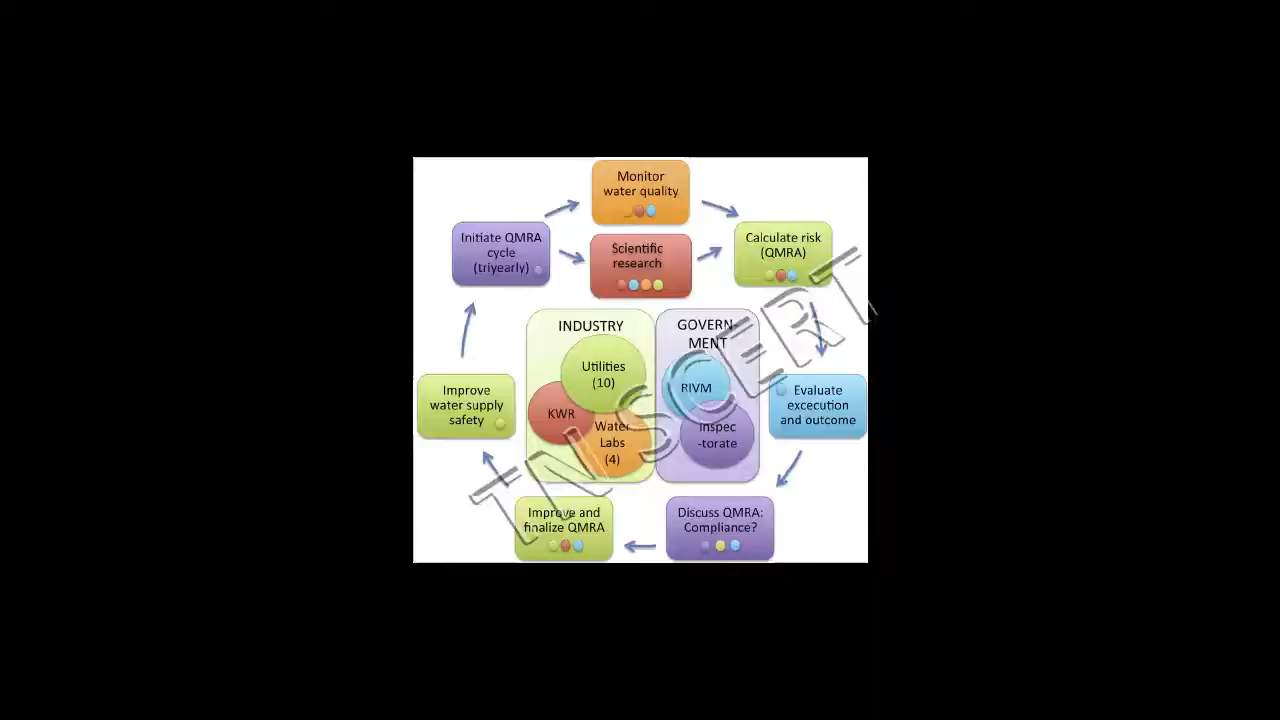 Monitor
water quality
Initiate QMRA
cycle
(triyearly)
Scientific
research
Calculate risk
(QMRA)
INDUSTRY
GOVERN-
MENT
Utilities
(10)
RIVM
KWR
Water
Labs
(4)
Inspec
-torate
Improve
water supply
safety
Evaluate
excecution
and outcome
Improve and
finalize QMRA
Discuss QMRA:
Compliance?
TN SCERT